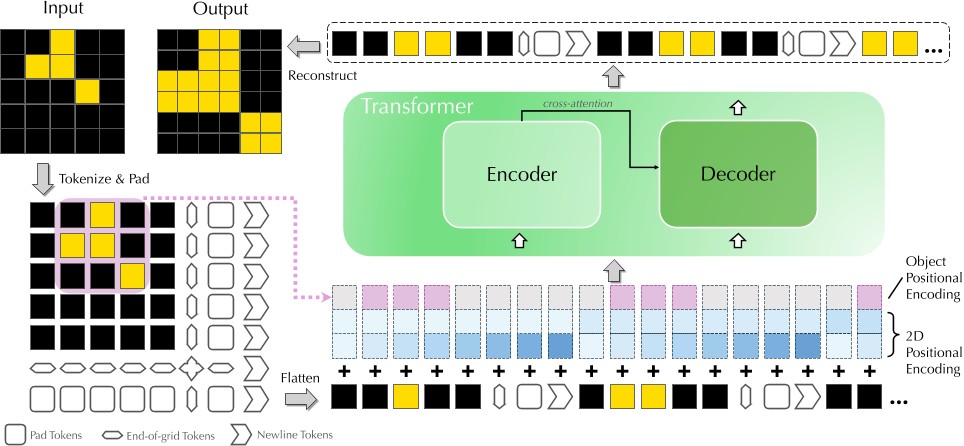 Input
Output
Reconstruct
...
Transformer
cross-attention
Encoder
Decoder
Tokenize & Pad
Object
Positional
Encoding
2D
Positional
Encoding
+ + + + + + + + + + + + + + + + + +
Flatten
...
Pad Tokens
End-of-grid Tokens
Newline Tokens